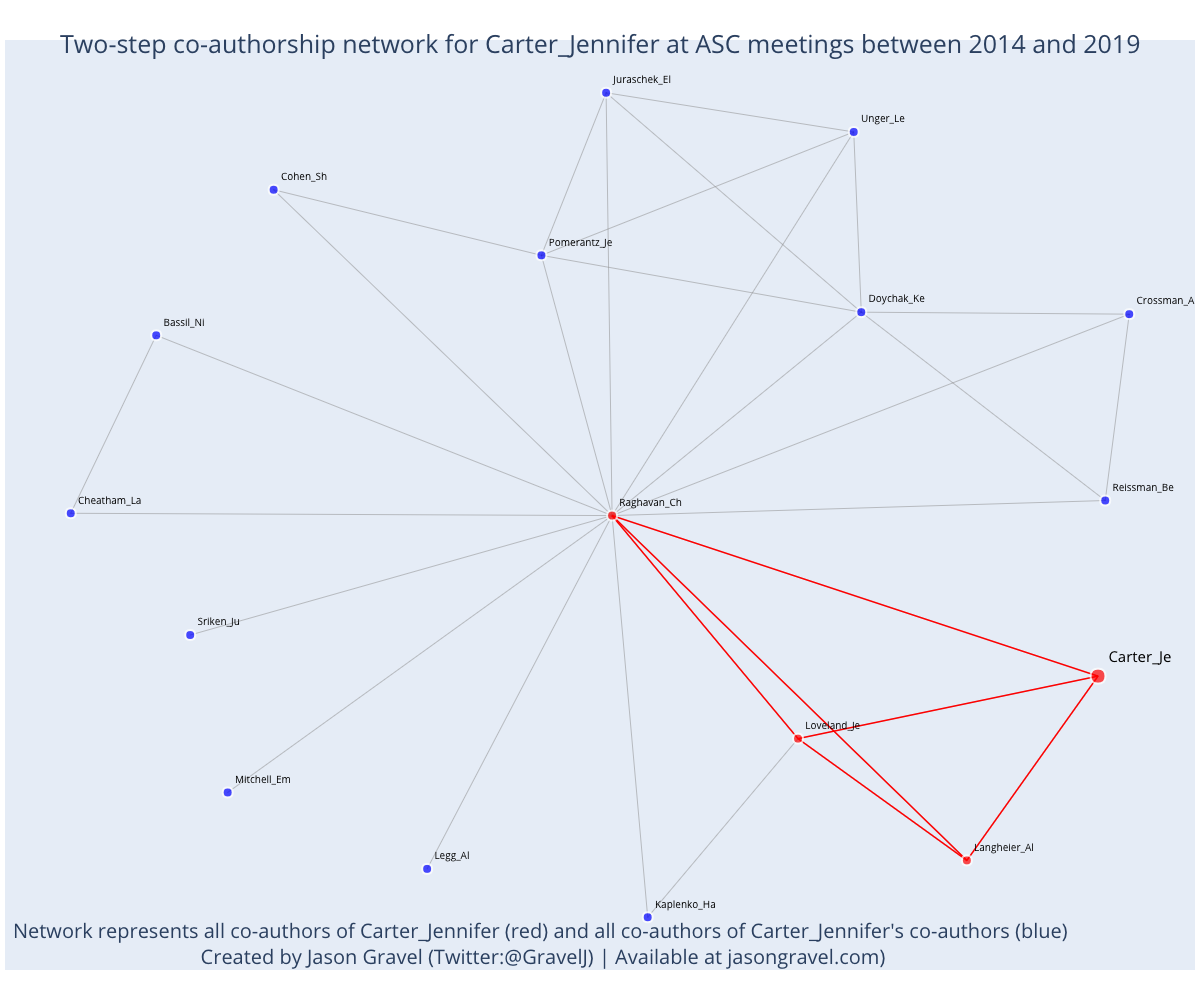 Two-step co-authorship network for Carter_Jennifer at ASC meetings between 2014 and 2019
Juraschek_El
Unger_Le
Cohen_Sh
Pomerantz_Je
Doychak_Ke
Crossman_A
Bassil_Ni
Reissman_Be
Cheatham_La
Raghavan_Ch
Sriken_Ju
Carter_Je
Loveland_Je
Mitchell_Em
Langheier_Al
Legg_Al
Kaplenko_Ha
Network represents all co-authors of Carter_Jennifer (red) and all co-authors of Carter_Jennifer's co-authors (blue)
Created by Jason Gravel (Twitter:@GravelJ) | Available at jasongravel.com)